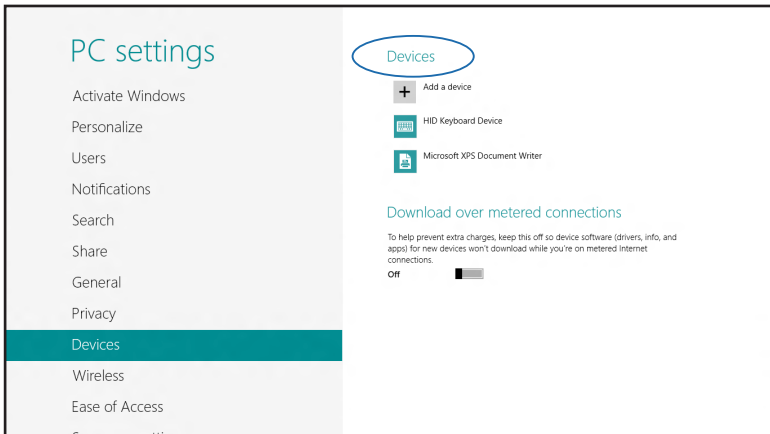 PC settings
Activate Windows
Personalize
Users
Notifications
Search
Share
General
Privacy
Devices
Wireless
Ease of Access
Devices
Add a device
HID Keyboard Device
Microsoft XPS Document Writer
Download over metered connections
To help prevent extra charges, keep this off so device software (drivers, info, and
apps) for new devices won't download while you're on metered Internet
connections.
Off